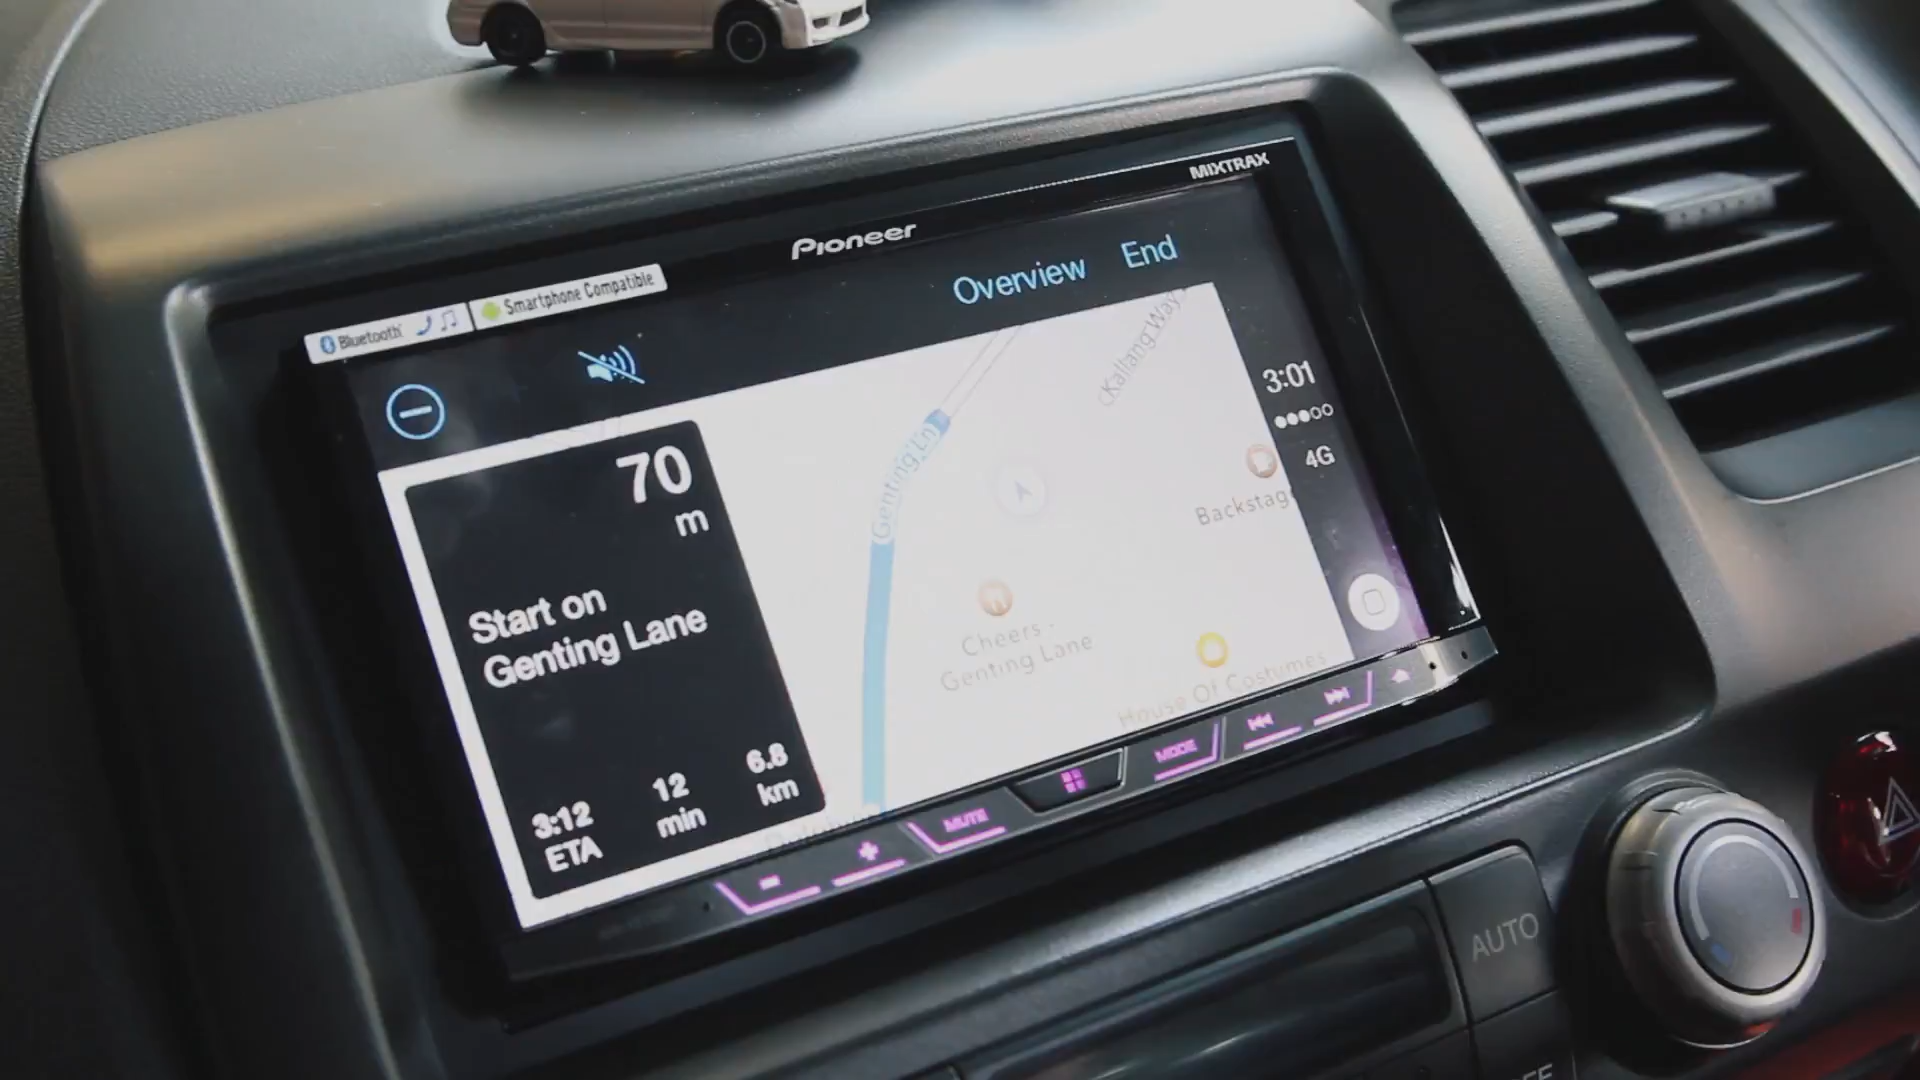 MIXTRAX
Pioneer
Bluetooth
Smartphone Compatible
Overview
End
70
m
Start on
Genting Lane
3:12
ETA
12
min
6.8
km
Genting Ln
Kallang Way
Backstag
Cheers -
Genting Lane
House Of Costumes
3:01
4G
MUTE
MODE
AUTO